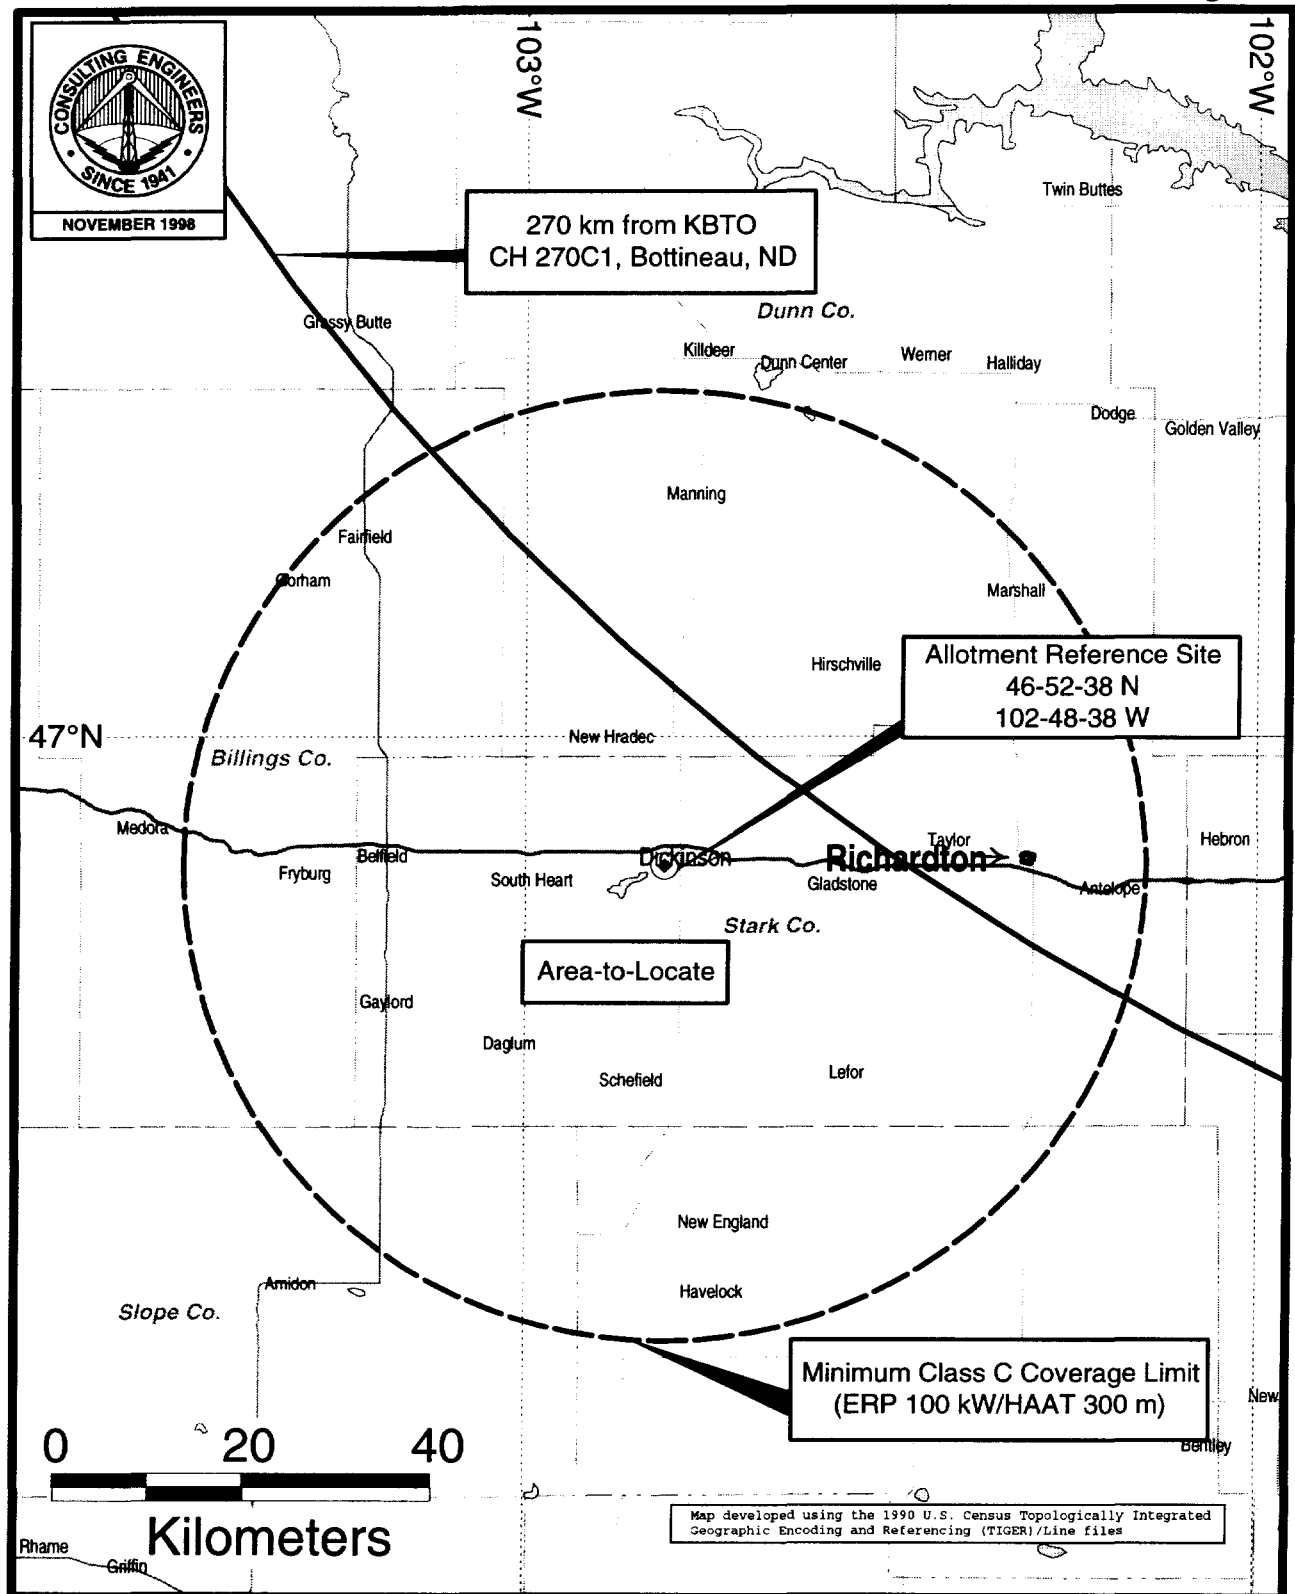 CONSULTING ENGINEERS
SINCE 1941
NOVEMBER 1998
103°W
102°W
Twin Buttes
270 km from KBTO
CH 270C1, Bottineau, ND
Dunn Co.
Grassy Butte
Killdeer
Dunn Center
Werner
Halliday
Dodge
Golden Valley
Manning
Fairfield
Gorham
Marshall
Hirschville
Allotment Reference Site
46-52-38 N
102-48-38 W
47°N
New Hradec
Billings Co.
Medora
Belfield
Fryburg
South Heart
Dickinson
Taylor
Richardton
Gladstone
Hebron
Antelope
Stark Co.
Area-to-Locate
Gaylord
Daglum
Schefield
Lefor
New England
Havelock
Amidon
Slope Co.
Minimum Class C Coverage Limit
(ERP 100 kW/HAAT 300 m)
New
Bentley
0 20 40
Kilometers
Map developed using the 1990 U.S. Census Topologically Integrated
Geographic Encoding and Referencing (TIGER)/Line files
Rhame
Griffin